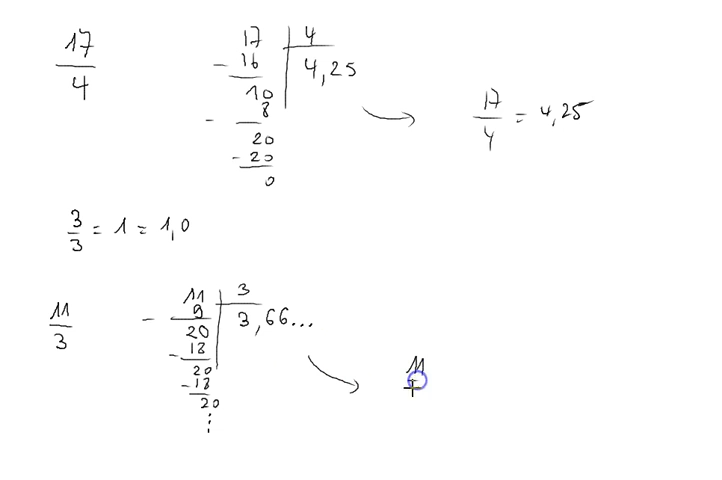 17/4
17 | 4
- 16 | 4,25
10
- 8
20
- 20
0
17/4 = 4,25
3/3 = 1 = 1,0
11/3
11 | 3
- 9 | 3,66...
20
- 18
20
- 18
20
⋮
11